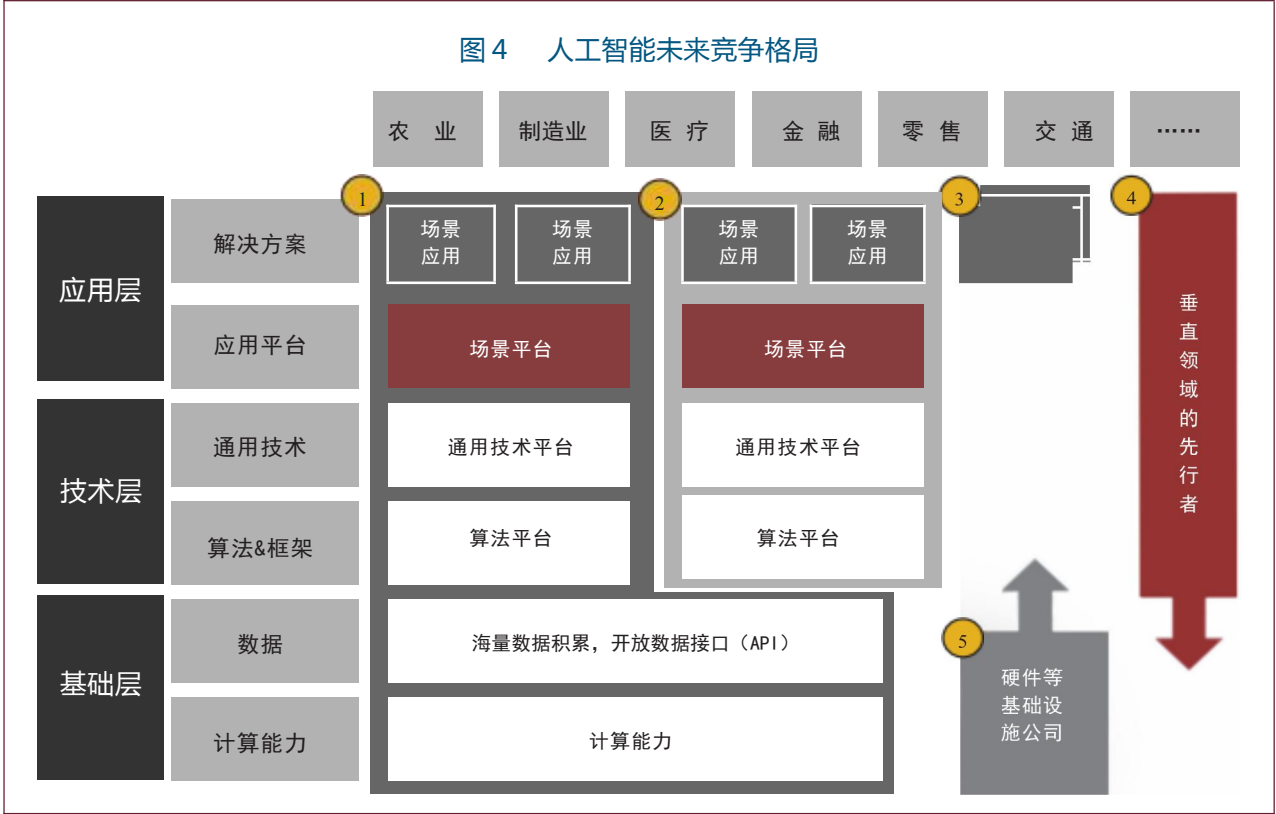 图4 人工智能未来竞争格局
农 业
制造业
医 疗
金 融
零 售
交 通
……
应用层
解决方案
应用平台
技术层
通用技术
算法&框架
基础层
数据
计算能力
1
场景
应用
场景
应用
场景平台
通用技术平台
算法平台
2
场景
应用
场景
应用
场景平台
通用技术平台
算法平台
海量数据积累，开放数据接口（API）
计算能力
3
4
垂
直
领
域
的
先
行
者
5
硬件等
基础设
施公司